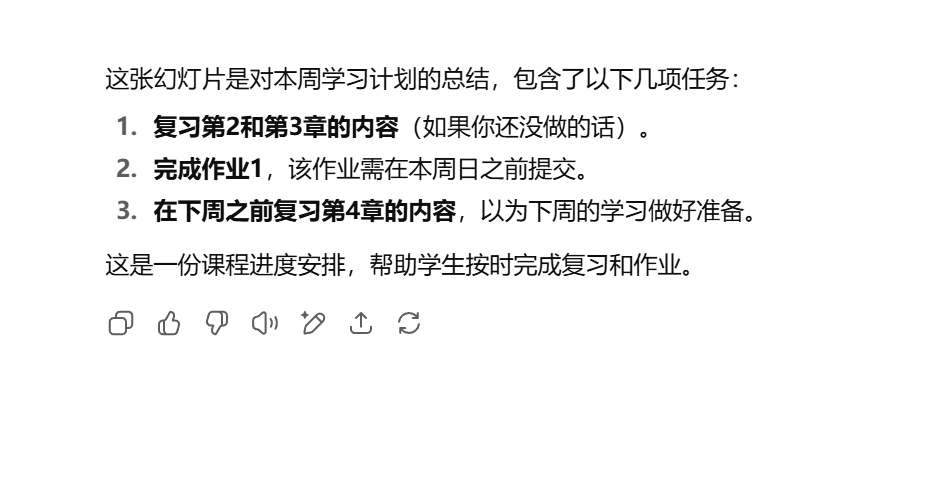 这张幻灯片是对本周学习计划的总结，包含了以下几项任务：
1. 复习第2和第3章的内容（如果你还没做的话）。
2. 完成作业1，该作业需在本周日之前提交。
3. 在下周之前复习第4章的内容，以为下周的学习做好准备。
这是一份课程进度安排，帮助学生按时完成复习和作业。